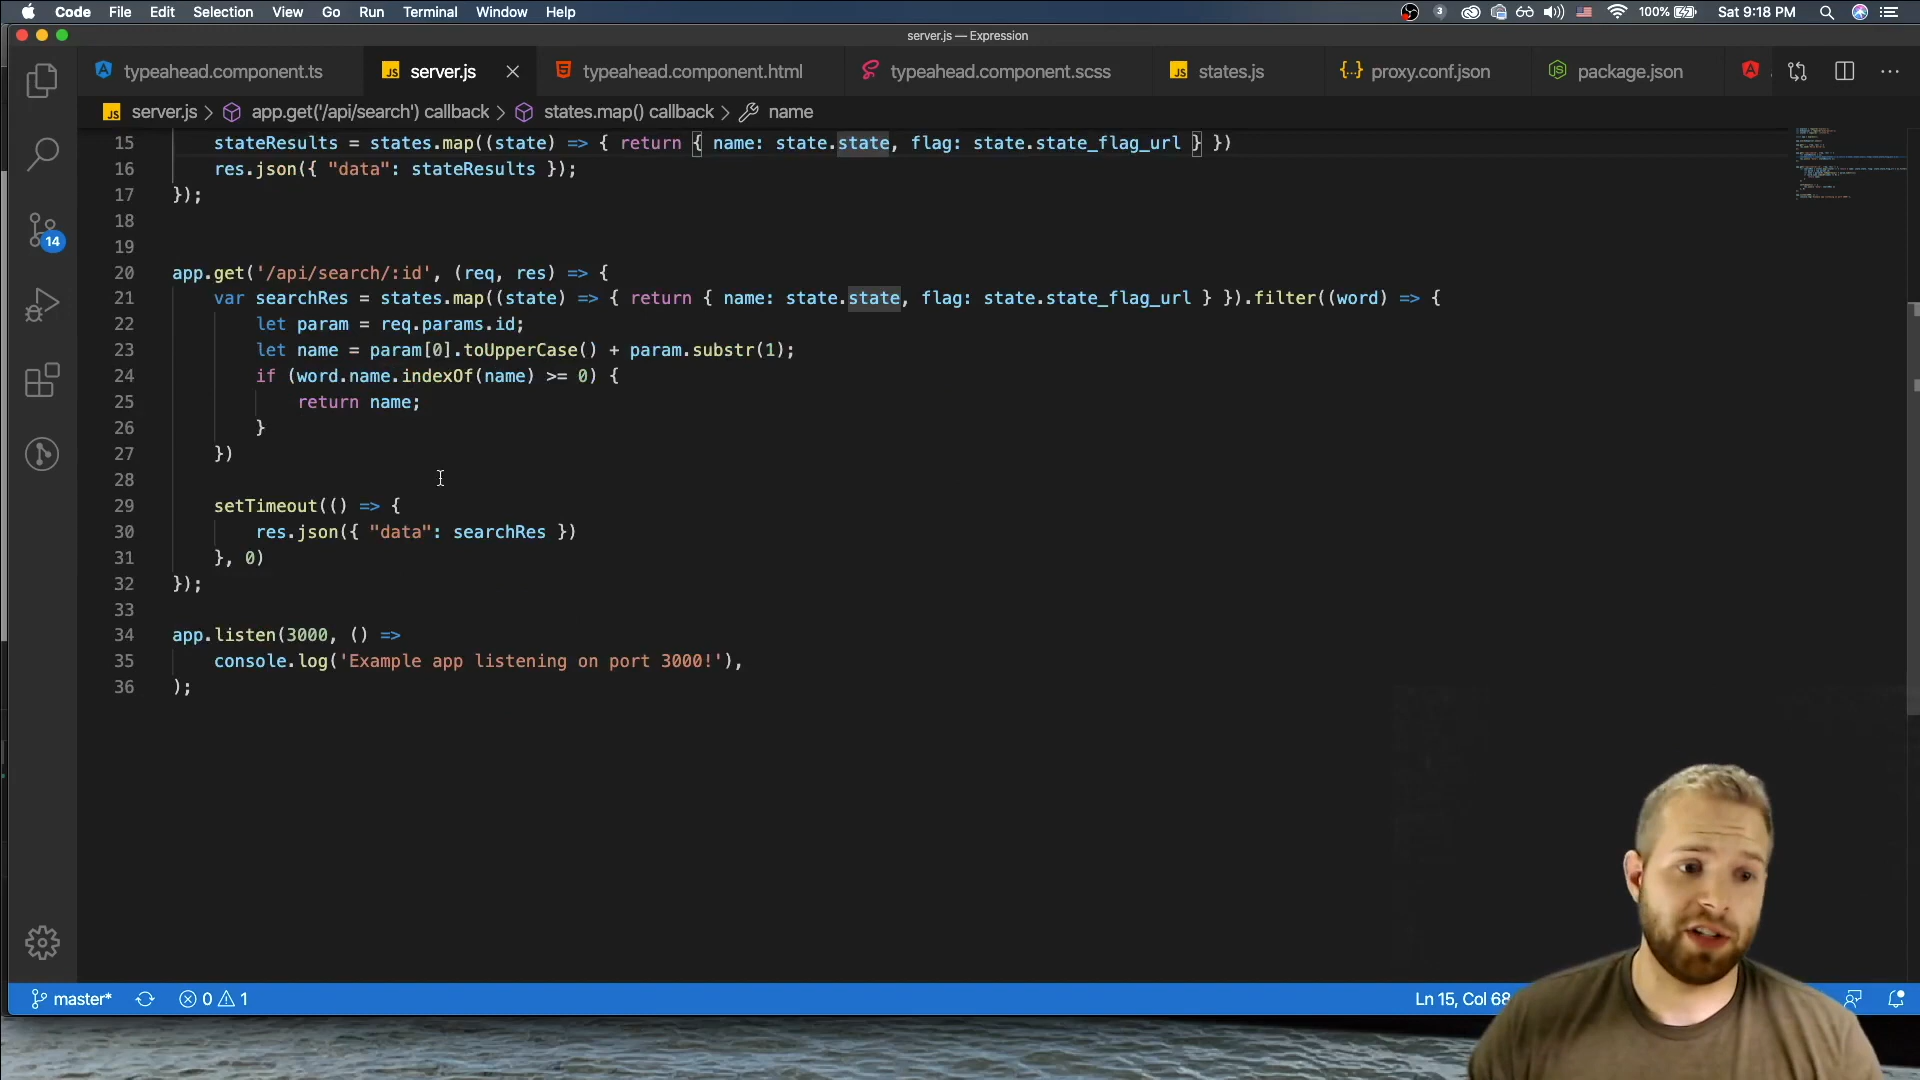 Code File Edit Selection View Go Run Terminal Window Help 3 100% Sat 9:18 PM
server.js — Expression
typeahead.component.ts server.js typeahead.component.html typeahead.component.scss states.js proxy.conf.json package.json
server.js > app.get('/api/search') callback > states.map() callback > name
15 stateResults = states.map((state) => { return { name: state.state, flag: state.state_flag_url } })
16 res.json({ "data": stateResults });
17 });
18
19
20 app.get('/api/search/:id', (req, res) => {
21 var searchRes = states.map((state) => { return { name: state.state, flag: state.state_flag_url } }).filter((word) => {
22 let param = req.params.id;
23 let name = param[0].toUpperCase() + param.substr(1);
24 if (word.name.indexOf(name) >= 0) {
25 return name;
26 }
27 })
28
29 setTimeout(() => {
30 res.json({ "data": searchRes })
31 }, 0)
32 });
33
34 app.listen(3000, () =>
35 console.log('Example app listening on port 3000!'),
36 );
14
master* 0 1 Ln 15, Col 68